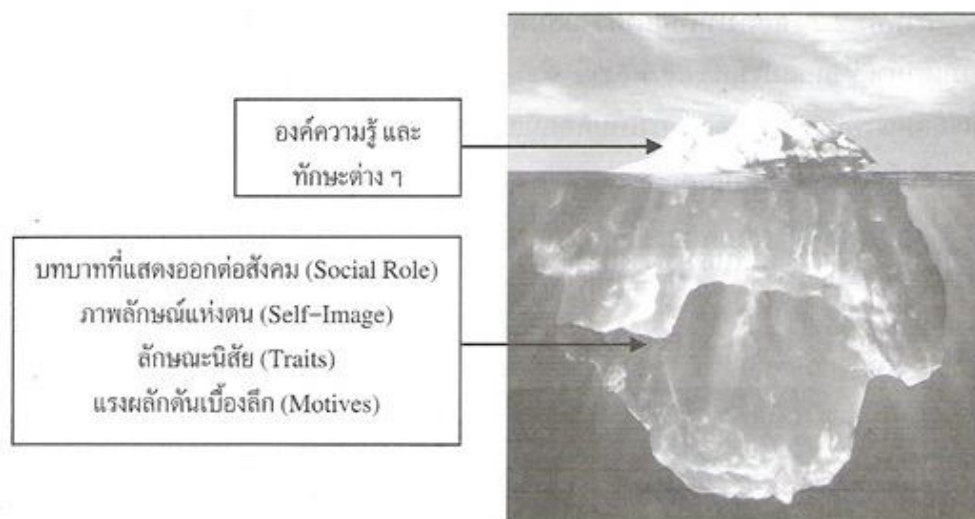 องค์ความรู้ และ
ทักษะต่าง ๆ
บทบาทที่แสดงออกต่อสังคม (Social Role)
ภาพลักษณ์แห่งตน (Self-Image)
ลักษณะนิสัย (Traits)
แรงผลักดันเบื้องลึก (Motives)